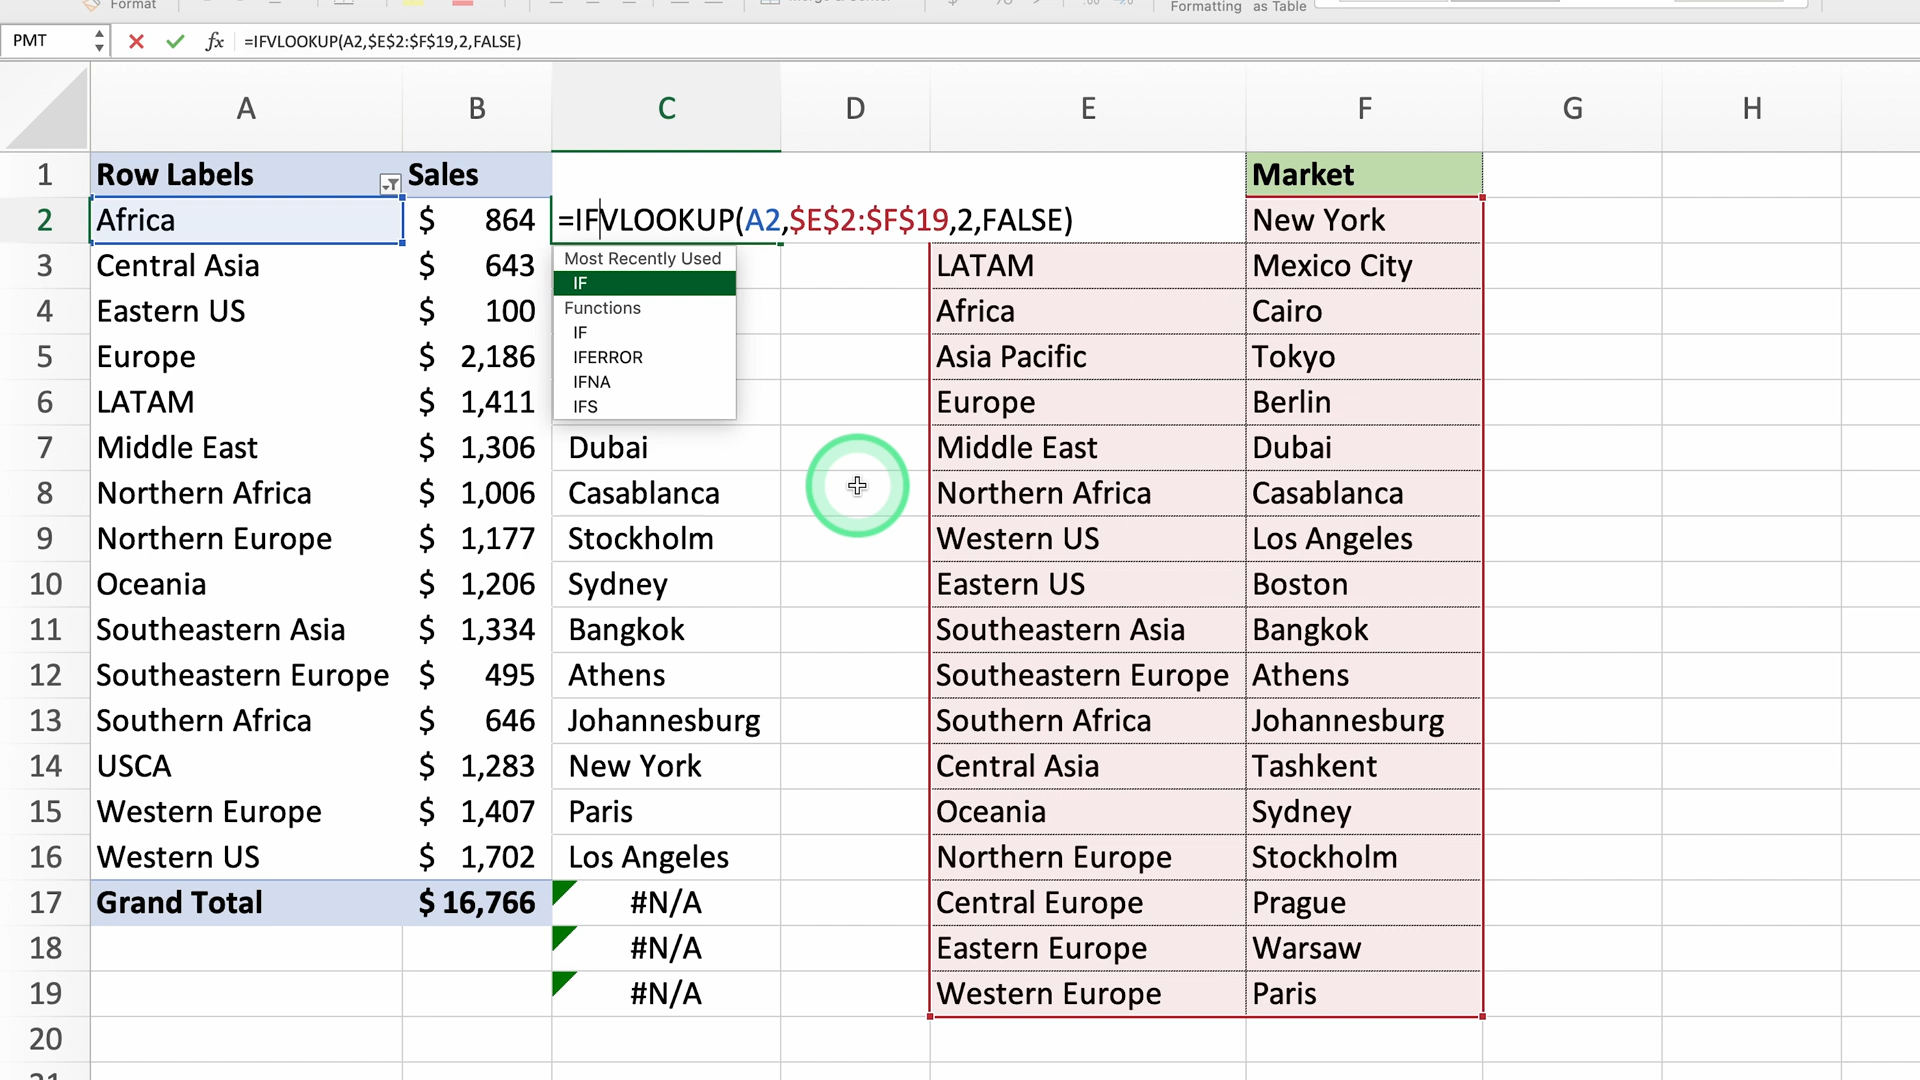 Format
Merge & Center
Formatting as Table
PMT fx =IFVLOOKUP(A2,$E$2:$F$19,2,FALSE)
A B C D E F G H
1 Row Labels Sales Market
2 Africa $ 864 =IFVLOOKUP(A2,$E$2:$F$19,2,FALSE) New York
Most Recently Used
IF
Functions
IF
IFERROR
IFNA
IFS
3 Central Asia $ 643 LATAM Mexico City
4 Eastern US $ 100 Africa Cairo
5 Europe $ 2,186 Asia Pacific Tokyo
6 LATAM $ 1,411 Europe Berlin
7 Middle East $ 1,306 Dubai Middle East Dubai
8 Northern Africa $ 1,006 Casablanca Northern Africa Casablanca
9 Northern Europe $ 1,177 Stockholm Western US Los Angeles
10 Oceania $ 1,206 Sydney Eastern US Boston
11 Southeastern Asia $ 1,334 Bangkok Southeastern Asia Bangkok
12 Southeastern Europe $ 495 Athens Southeastern Europe Athens
13 Southern Africa $ 646 Johannesburg Southern Africa Johannesburg
14 USCA $ 1,283 New York Central Asia Tashkent
15 Western Europe $ 1,407 Paris Oceania Sydney
16 Western US $ 1,702 Los Angeles Northern Europe Stockholm
17 Grand Total $ 16,766 #N/A Central Europe Prague
18 #N/A Eastern Europe Warsaw
19 #N/A Western Europe Paris
20